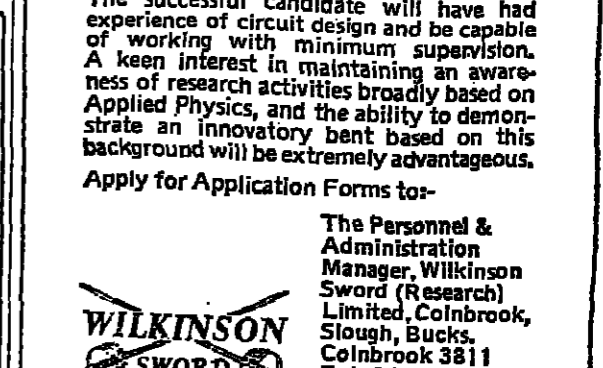 The successful candidate will have had
experience of circuit design and be capable
of working with minimum supervision.
A keen interest in maintaining an aware-
ness of research activities broadly based on
Applied Physics, and the ability to demon-
strate an innovatory bent based on this
background will be extremely advantageous.
Apply for Application Forms to:-
The Personnel &
Administration
Manager, Wilkinson
Sword (Research)
Limited, Colnbrook,
Slough, Bucks.
Colnbrook 3811
WILKINSON
SWORD